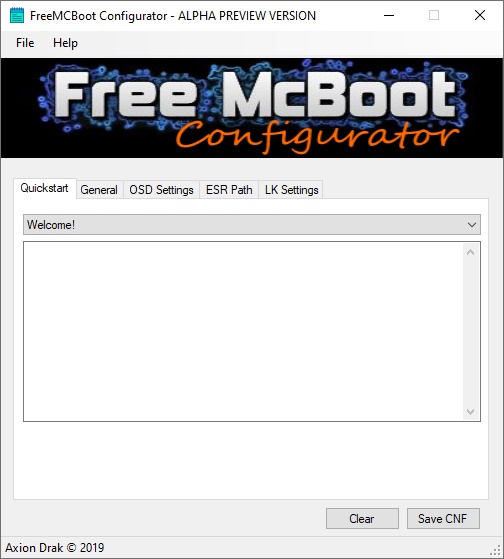 FreeMCBoot Configurator - ALPHA PREVIEW VERSION
File Help
Free McBoot
Configurator
Quickstart General OSD Settings ESR Path LK Settings
Welcome!
Clear Save CNF
Axion Drak © 2019